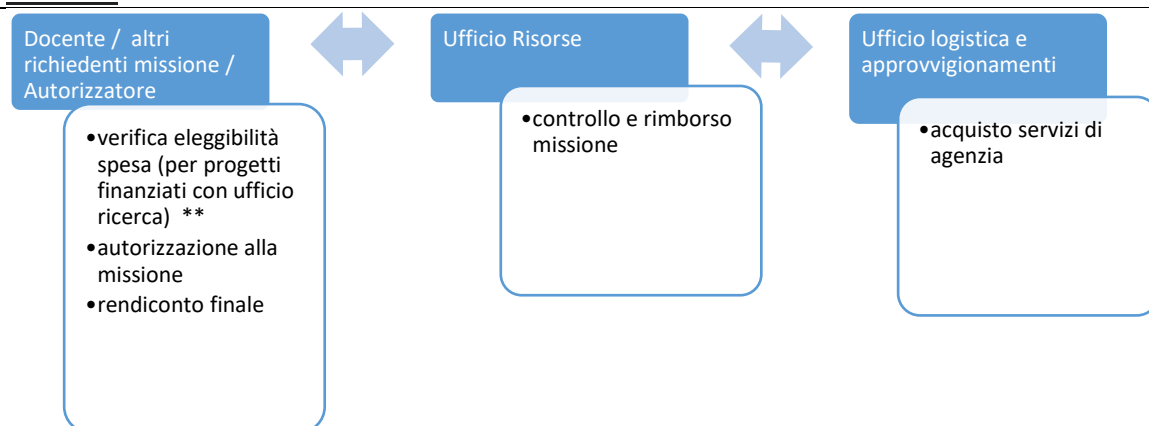 Docente / altri
richiedenti missione /
Autorizzatore
•verifica eleggibilità
spesa (per progetti
finanziati con ufficio
ricerca) **
•autorizzazione alla
missione
•rendiconto finale
Ufficio Risorse
•controllo e rimborso
missione
Ufficio logistica e
approvvigionamenti
•acquisto servizi di
agenzia